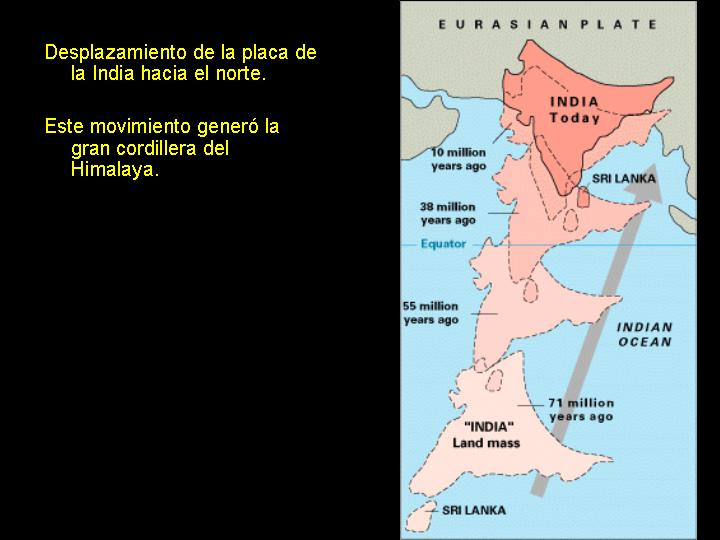 Desplazamiento de la placa de
la India hacia el norte.
Este movimiento generó la
gran cordillera del
Himalaya.
EURASIAN PLATE
INDIA
Today
10 million
years ago
SRI LANKA
38 million
years ago
Equator
55 million
years ago
INDIAN
OCEAN
71 million
years ago
"INDIA"
Land mass
SRI LANKA